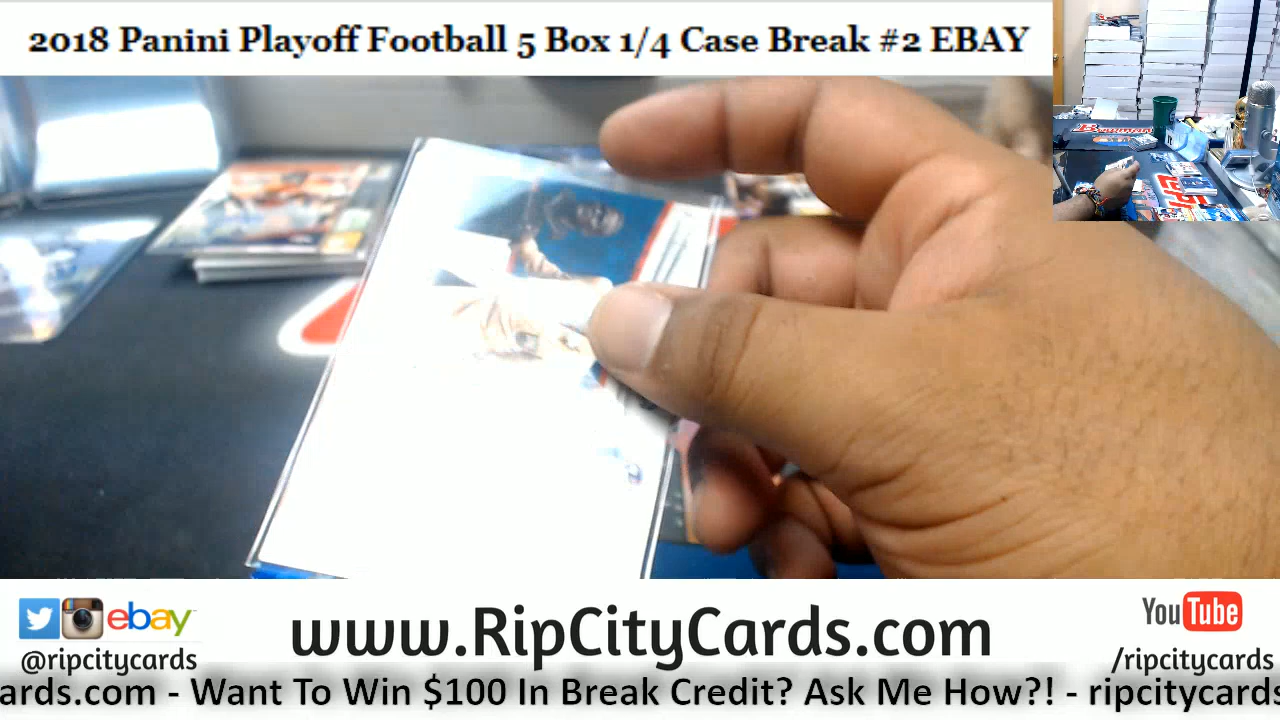 2018 Panini Playoff Football 5 Box 1/4 Case Break #2 EBAY
ebay
@ripcitycards
www.RipCityCards.com
YouTube
/ripcitycards
cards.com - Want To Win $100 In Break Credit? Ask Me How?! - ripcitycards